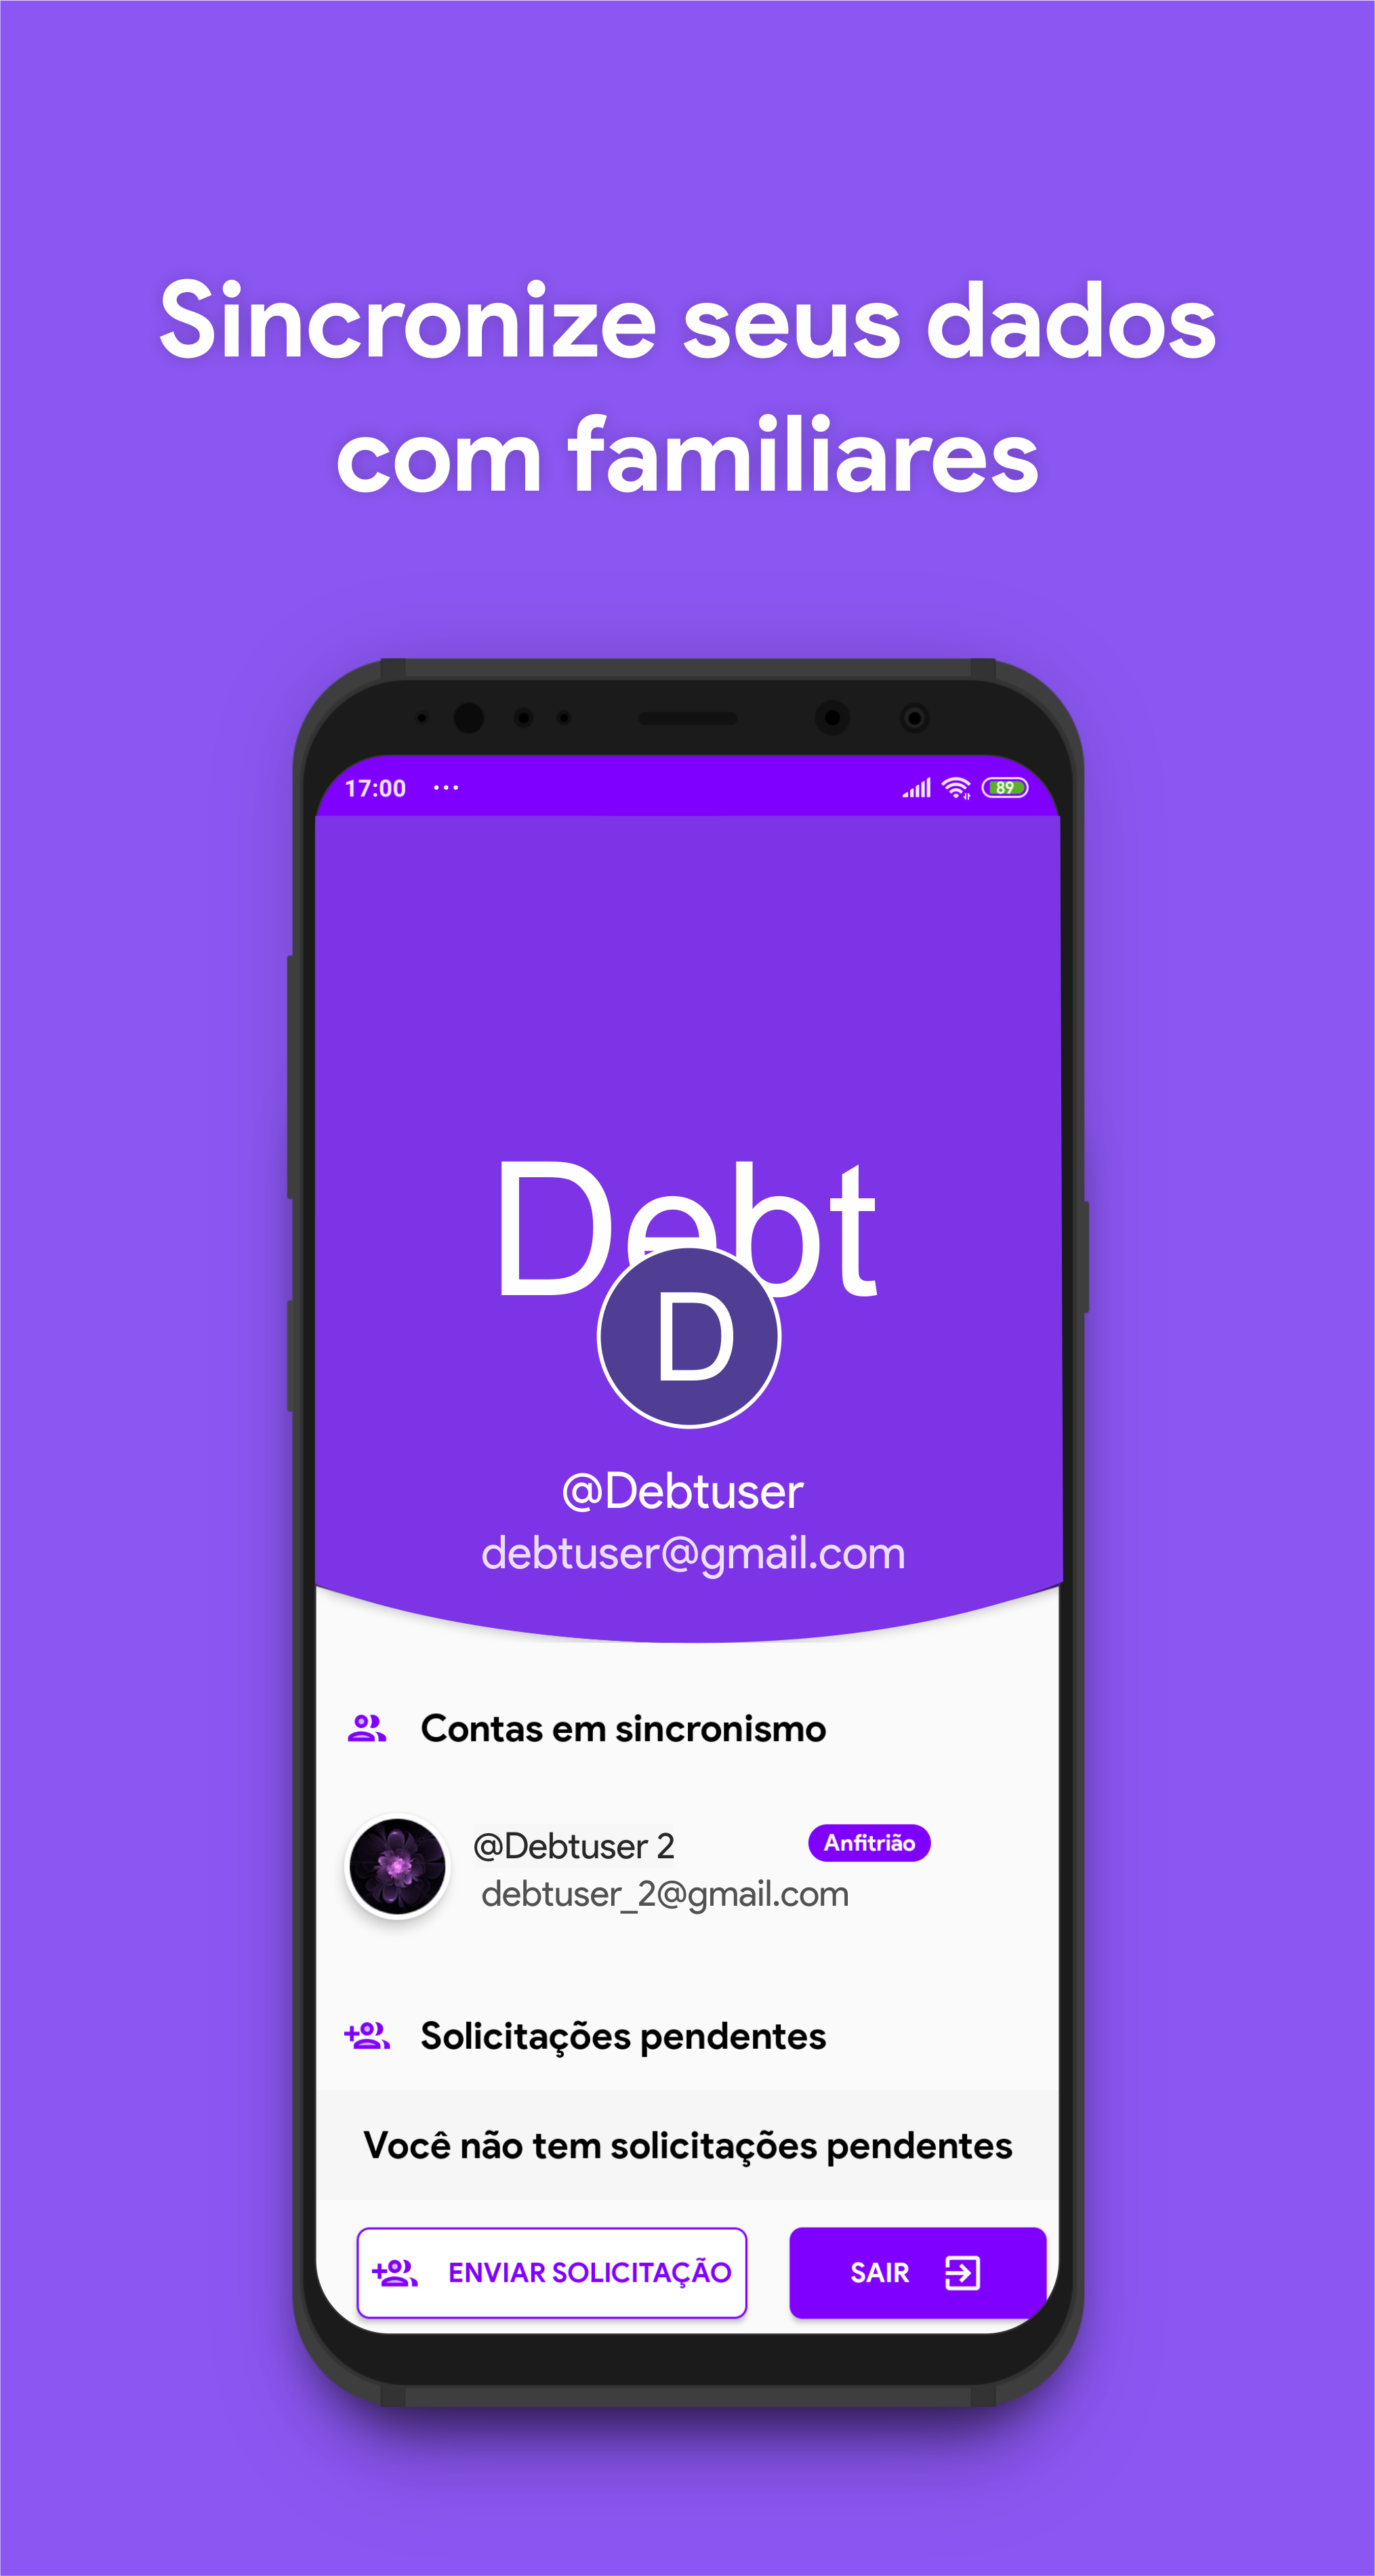 Sincronize seus dados
com familiares
17:00 ...
89
Debt
D
@Debtuser
debtuser@gmail.com
Contas em sincronismo
@Debtuser 2
Anfitrião
debtuser_2@gmail.com
Solicitações pendentes
Você não tem solicitações pendentes
ENVIAR SOLICITAÇÃO
SAIR